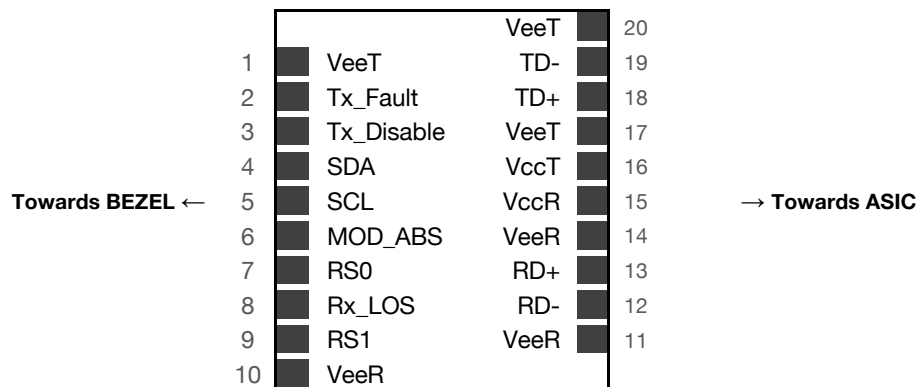 VeeT 20
1 VeeT TD- 19
2 Tx_Fault TD+ 18
3 Tx_Disable VeeT 17
4 SDA VccT 16
Towards BEZEL ← 5 SCL VccR 15 → Towards ASIC
6 MOD_ABS VeeR 14
7 RS0 RD+ 13
8 Rx_LOS RD- 12
9 RS1 VeeR 11
10 VeeR